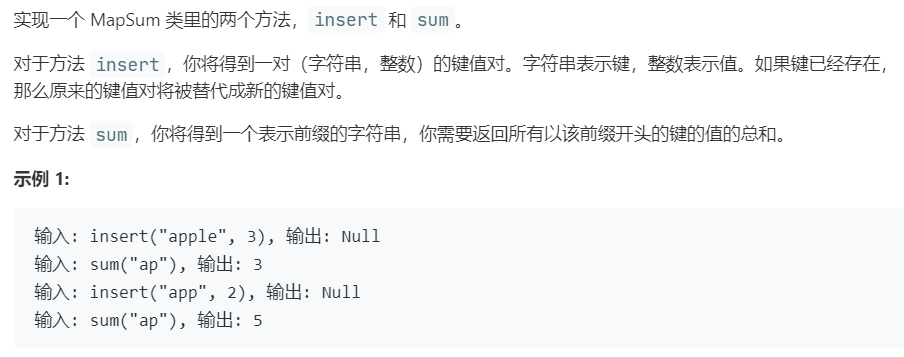 实现一个 MapSum 类里的两个方法，insert 和 sum。
对于方法 insert，你将得到一对（字符串，整数）的键值对。字符串表示键，整数表示值。如果键已经存在，
那么原来的键值对将被替代成新的键值对。
对于方法 sum，你将得到一个表示前缀的字符串，你需要返回所有以该前缀开头的键的值的总和。
示例 1:
输入: insert("apple", 3), 输出: Null
输入: sum("ap"), 输出: 3
输入: insert("app", 2), 输出: Null
输入: sum("ap"), 输出: 5